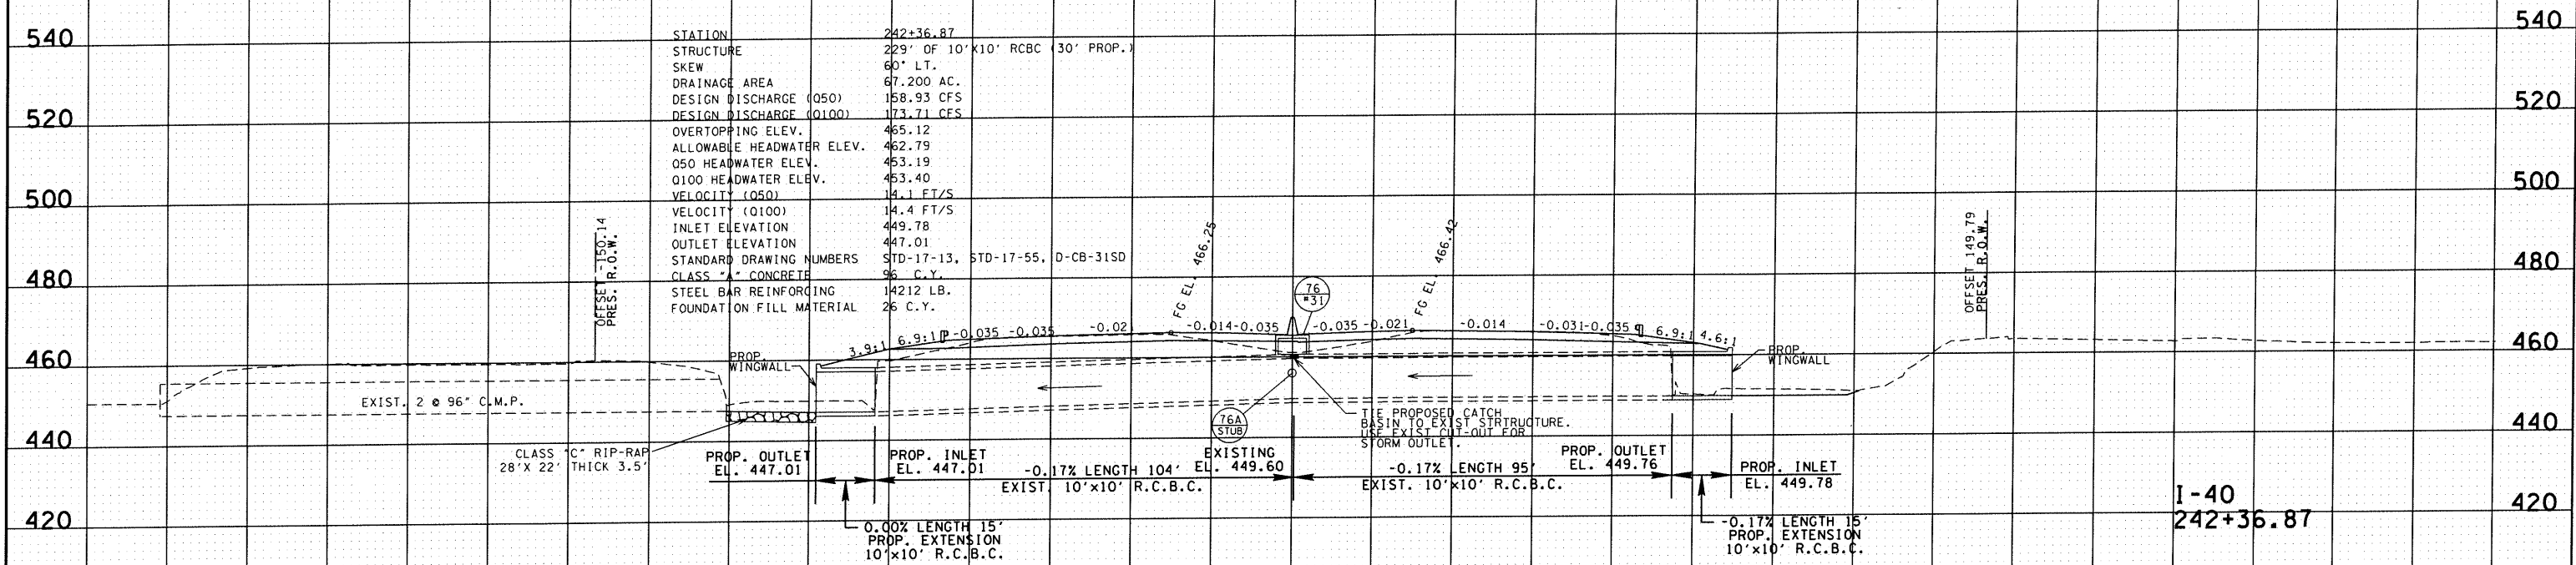 540
540
STATION 242+36.87
STRUCTURE 229' OF 10'X10' RCBC (30' PROP.)
SKEW 60° LT.
DRAINAGE AREA 67.200 AC.
DESIGN DISCHARGE (Q50) 158.93 CFS
DESIGN DISCHARGE (Q100) 173.71 CFS
OVERTOPPING ELEV. 465.12
ALLOWABLE HEADWATER ELEV. 462.79
Q50 HEADWATER ELEV. 453.19
Q100 HEADWATER ELEV. 453.40
VELOCITY (Q50) 14.1 FT/S
VELOCITY (Q100) 14.4 FT/S
INLET ELEVATION 449.78
OUTLET ELEVATION 447.01
STANDARD DRAWING NUMBERS STD-17-13, STD-17-55, D-CB-31SD
CLASS "A" CONCRETE 96 C.Y.
STEEL BAR REINFORCING 14212 LB.
FOUNDATION FILL MATERIAL 26 C.Y.
520
520
500
500
480
480
OFFSET -150.14
PRES. R.O.W.
FG EL. 466.25
FG EL. 466.42
OFFSET 149.79
PRES. R.O.W.
76
#31
3.9:1 6.9:1 -0.035 -0.035 -0.021 -0.014 -0.035 -0.035 -0.021 -0.014 -0.031 -0.035 6.9:1 4.6:1
460
460
PROP.
WINGWALL
PROP.
WINGWALL
EXIST. 2 @ 96" C.M.P.
76A
STUB
TIE PROPOSED CATCH
BASIN TO EXIST STRTRUCTURE.
USE EXIST CUT-OUT FOR
STORM OUTLET.
440
440
CLASS "C" RIP-RAP
28'X 22' THICK 3.5'
PROP. OUTLET
EL. 447.01
PROP. INLET
EL. 447.01
-0.17% LENGTH 104'
EXIST. 10'x10' R.C.B.C.
EXISTING
EL. 449.60
-0.17% LENGTH 95'
EXIST. 10'x10' R.C.B.C.
PROP. OUTLET
EL. 449.76
PROP. INLET
EL. 449.78
420
420
0.00% LENGTH 15'
PROP. EXTENSION
10'x10' R.C.B.C.
-0.17% LENGTH 15'
PROP. EXTENSION
10'x10' R.C.B.C.
I-40
242+36.87